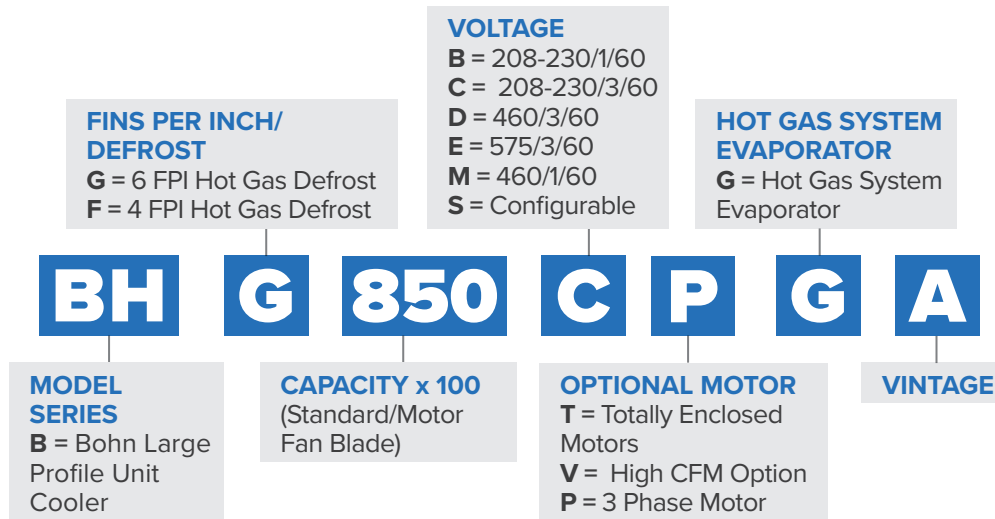 VOLTAGE
B = 208-230/1/60
C = 208-230/3/60
D = 460/3/60
E = 575/3/60
M = 460/1/60
S = Configurable
FINS PER INCH/
DEFROST
G = 6 FPI Hot Gas Defrost
F = 4 FPI Hot Gas Defrost
HOT GAS SYSTEM
EVAPORATOR
G = Hot Gas System
Evaporator
BH G 850 C P G A
MODEL
SERIES
B = Bohn Large
Profile Unit
Cooler
CAPACITY x 100
(Standard/Motor
Fan Blade)
OPTIONAL MOTOR
T = Totally Enclosed
Motors
V = High CFM Option
P = 3 Phase Motor
VINTAGE